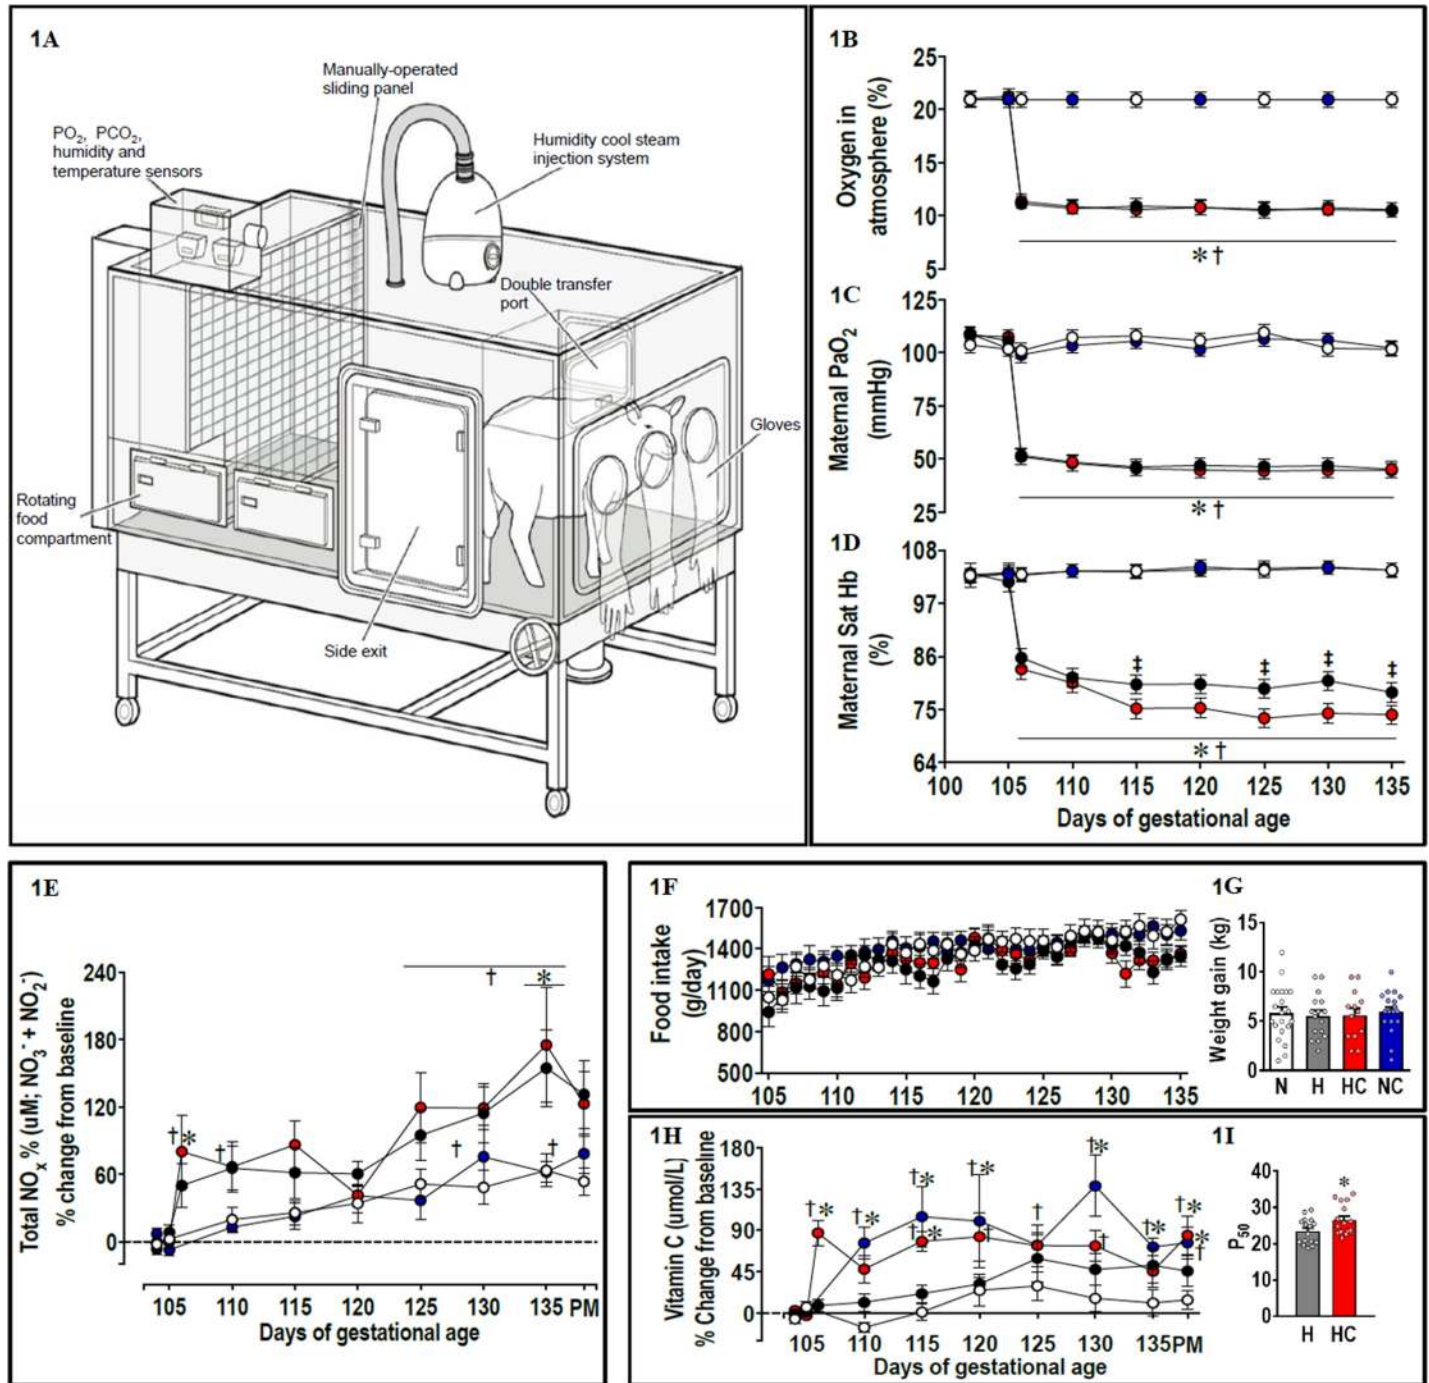 1A
Manually-operated
sliding panel
PO2, PCO2,
humidity and
temperature sensors
Humidity cool steam
injection system
Double transfer
port
Gloves
Rotating
food
compartment
Side exit
1B
Oxygen in
atmosphere (%)
25
20
15
10
5
* †
1C
Maternal PaO2
(mmHg)
125
100
75
50
25
* †
1D
Maternal Sat Hb
(%)
108
97
86
75
64
‡ ‡ ‡ ‡
* †
100 105 110 115 120 125 130 135
Days of gestational age
1E
Total NOx % (uM; NO3- + NO2-)
% change from baseline
240
180
120
60
0
† *
†* † † †
105 110 115 120 125 130 135 PM
Days of gestational age
1F
Food intake
(g/day)
1700
1400
1100
800
500
105 110 115 120 125 130 135
1G
Weight gain (kg)
15
10
5
0
N H HC NC
1H
Vitamin C (umol/L)
% Change from baseline
180
135
90
45
0
†* †* †* †* † †* †* †*
†* † † *
†
105 110 115 120 125 130 135PM
Days of gestational age
1I
P50
40
30
20
10
0
*
H HC